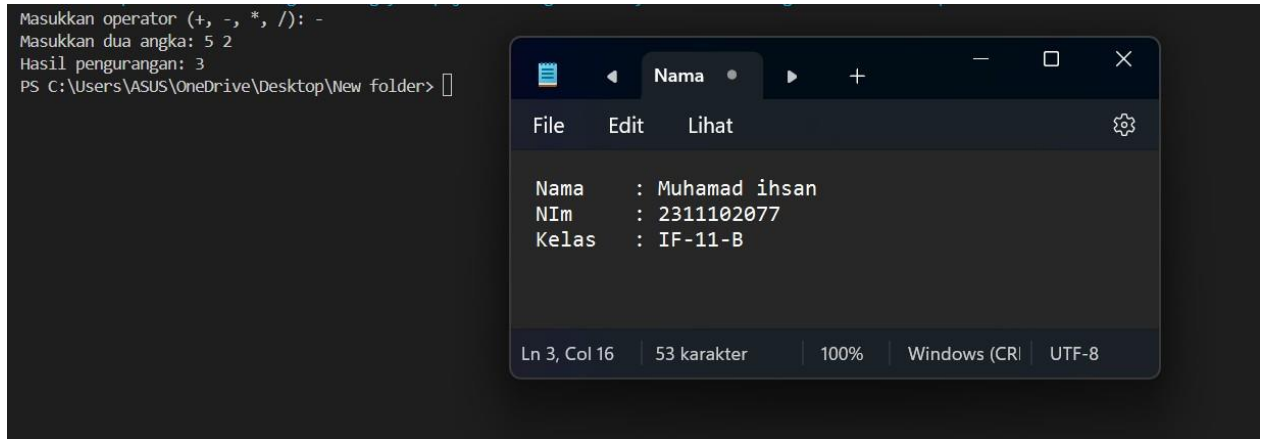 Masukkan operator (+, -, *, /): -
Masukkan dua angka: 5 2
Hasil pengurangan: 3
PS C:\Users\ASUS\OneDrive\Desktop\New folder>
Nama
File Edit Lihat
Nama : Muhamad ihsan
NIm : 2311102077
Kelas : IF-11-B
Ln 3, Col 16 53 karakter 100% Windows (CRl UTF-8